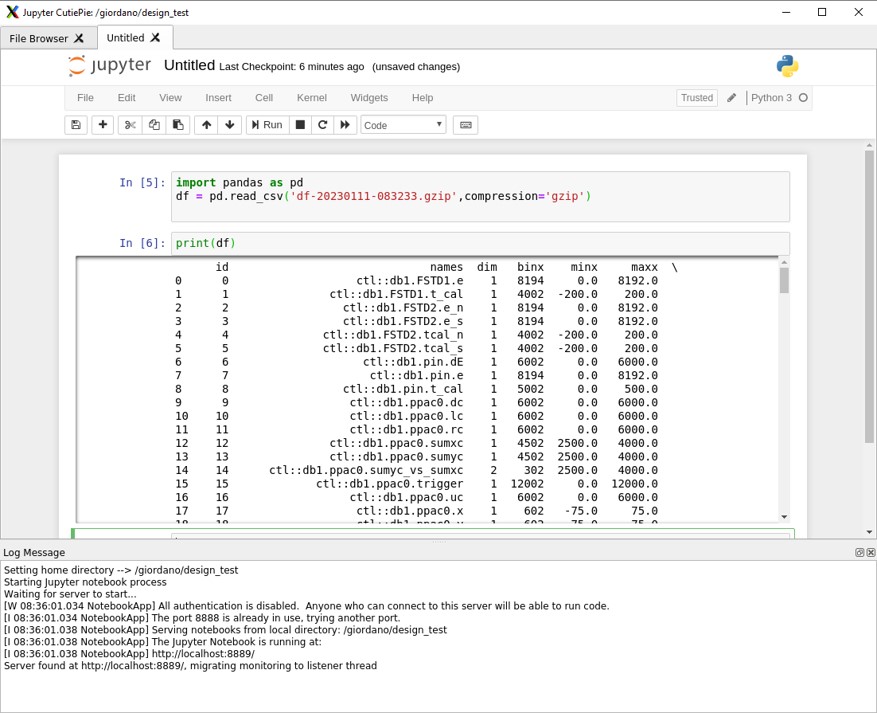 Jupyter CutiePie: /giordano/design_test
File Browser
Untitled
jupyter Untitled Last Checkpoint: 6 minutes ago (unsaved changes)
File Edit View Insert Cell Kernel Widgets Help Trusted Python 3
Run Code
In [5]: import pandas as pd
df = pd.read_csv('df-20230111-083233.gzip',compression='gzip')
In [6]: print(df)
id names dim binx minx maxx \
0 0 ctl::db1.FSTD1.e 1 8194 0.0 8192.0
1 1 ctl::db1.FSTD1.t_cal 1 4002 -200.0 200.0
2 2 ctl::db1.FSTD2.e_n 1 8194 0.0 8192.0
3 3 ctl::db1.FSTD2.e_s 1 8194 0.0 8192.0
4 4 ctl::db1.FSTD2.tcal_n 1 4002 -200.0 200.0
5 5 ctl::db1.FSTD2.tcal_s 1 4002 -200.0 200.0
6 6 ctl::db1.pin.dE 1 6002 0.0 6000.0
7 7 ctl::db1.pin.e 1 8194 0.0 8192.0
8 8 ctl::db1.pin.t_cal 1 5002 0.0 500.0
9 9 ctl::db1.ppac0.dc 1 6002 0.0 6000.0
10 10 ctl::db1.ppac0.lc 1 6002 0.0 6000.0
11 11 ctl::db1.ppac0.rc 1 6002 0.0 6000.0
12 12 ctl::db1.ppac0.sumxc 1 4502 2500.0 4000.0
13 13 ctl::db1.ppac0.sumyc 1 4502 2500.0 4000.0
14 14 ctl::db1.ppac0.sumyc_vs_sumxc 2 302 2500.0 4000.0
15 15 ctl::db1.ppac0.trigger 1 12002 0.0 12000.0
16 16 ctl::db1.ppac0.uc 1 6002 0.0 6000.0
17 17 ctl::db1.ppac0.x 1 602 -75.0 75.0
Log Message
Setting home directory --> /giordano/design_test
Starting Jupyter notebook process
Waiting for server to start...
[W 08:36:01.034 NotebookApp] All authentication is disabled.  Anyone who can connect to this server will be able to run code.
[I 08:36:01.034 NotebookApp] The port 8888 is already in use, trying another port.
[I 08:36:01.038 NotebookApp] Serving notebooks from local directory: /giordano/design_test
[I 08:36:01.038 NotebookApp] The Jupyter Notebook is running at:
[I 08:36:01.038 NotebookApp] http://localhost:8889/
Server found at http://localhost:8889/, migrating monitoring to listener thread